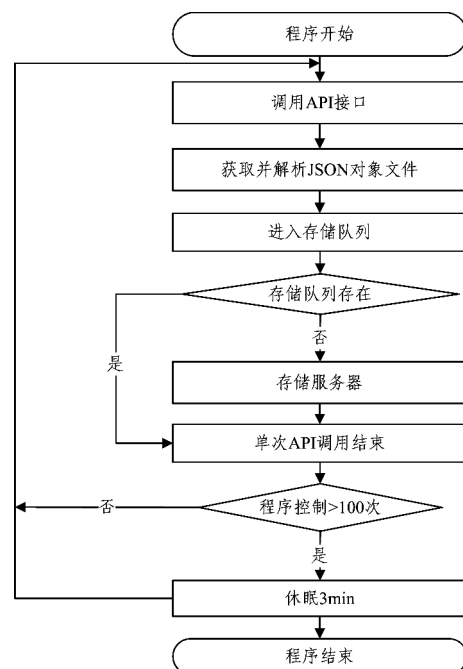 程序开始
调用API接口
获取并解析JSON对象文件
进入存储队列
存储队列存在
否
是
存储服务器
单次API调用结束
否
程序控制>100次
是
休眠3min
程序结束